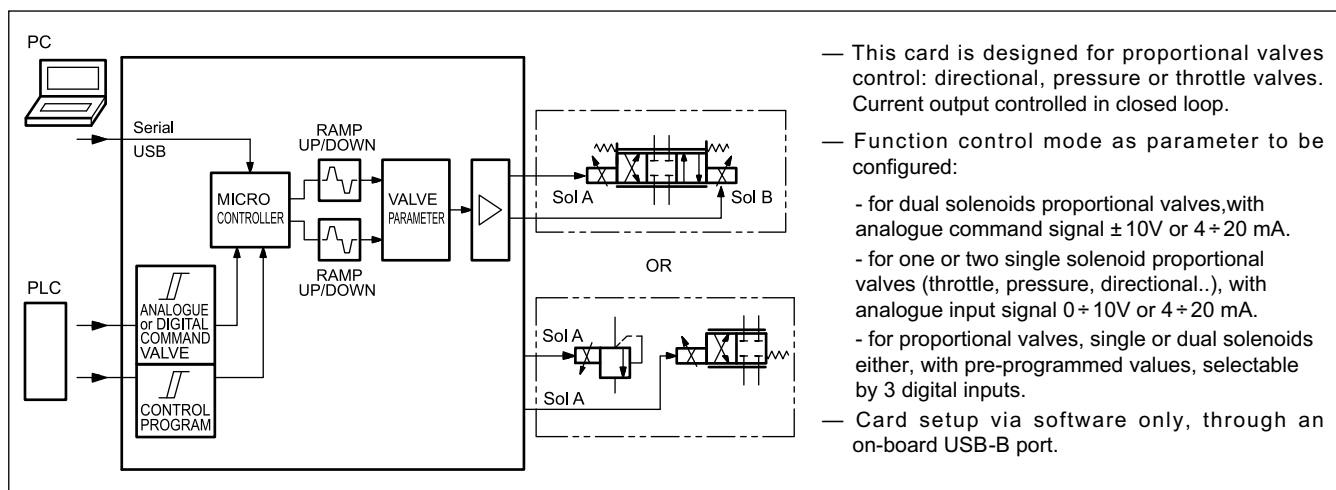 PC
Serial
USB
RAMP
UP/DOWN
MICRO
CONTROLLER
VALVE
PARAMETER
RAMP
UP/DOWN
Sol A
Sol B
OR
PLC
ANALOGUE
or DIGITAL
COMMAND
VALVE
CONTROL
PROGRAM
Sol A
Sol A
— This card is designed for proportional valves
control: directional, pressure or throttle valves.
Current output controlled in closed loop.
— Function control mode as parameter to be
configured:
- for dual solenoids proportional valves,with
analogue command signal ±10V or 4÷20 mA.
- for one or two single solenoid proportional
valves (throttle, pressure, directional..), with
analogue input signal 0÷10V or 4÷20 mA.
- for proportional valves, single or dual solenoids
either, with pre-programmed values, selectable
by 3 digital inputs.
— Card setup via software only, through an
on-board USB-B port.